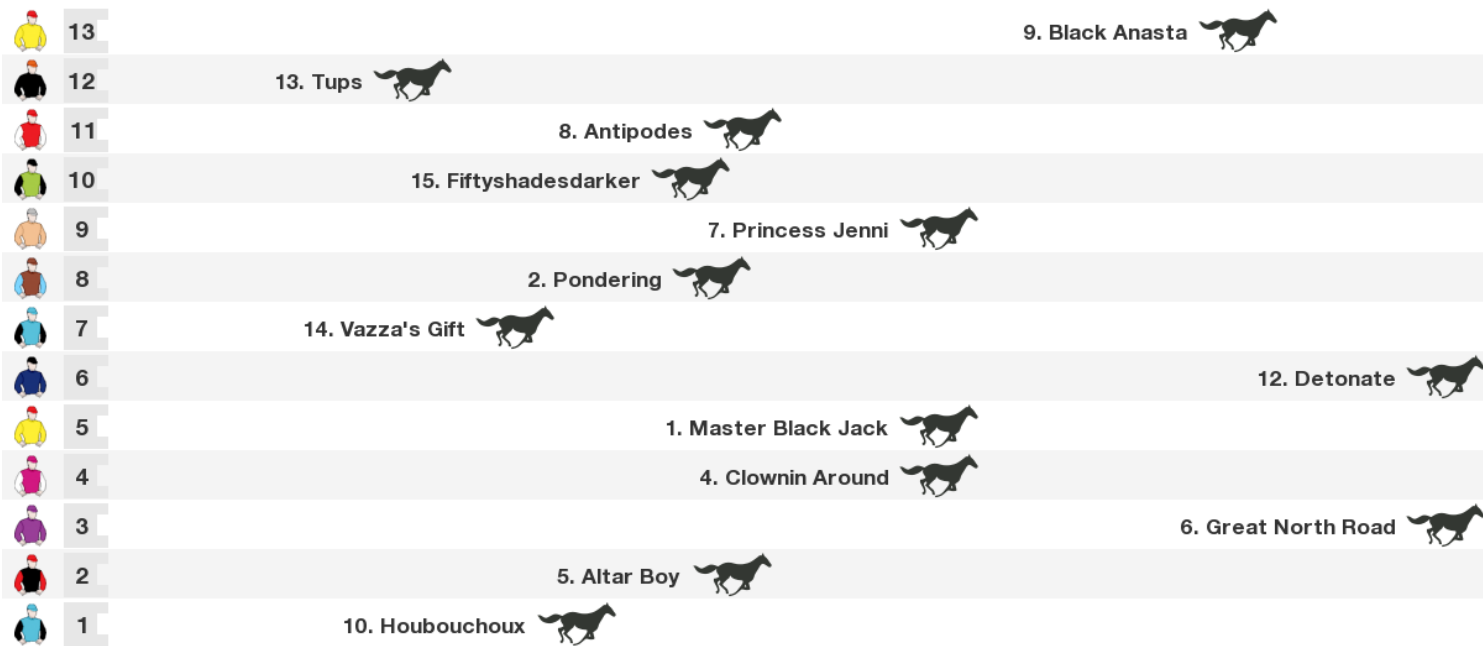 13 9. Black Anasta
12 13. Tups
11 8. Antipodes
10 15. Fiftyshadesdarker
9 7. Princess Jenni
8 2. Pondering
7 14. Vazza's Gift
6 12. Detonate
5 1. Master Black Jack
4 4. Clownin Around
3 6. Great North Road
2 5. Altar Boy
1 10. Houbouchoux